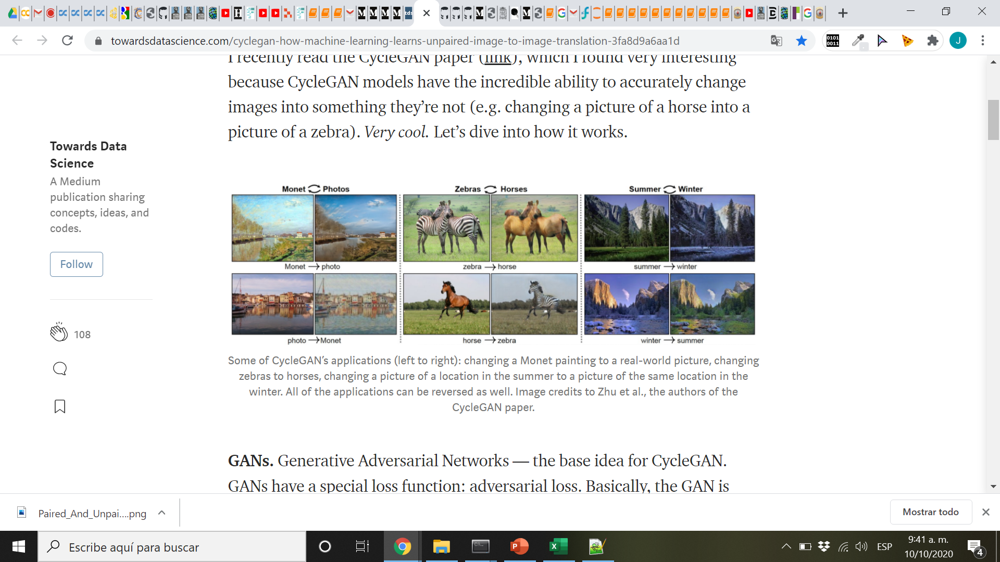 towardsdatascience.com/cyclegan-how-machine-learning-learns-unpaired-image-to-image-translation-3fa8d9a6aa1d
J
I recently read the CycleGAN paper (link), which I found very interesting
because CycleGAN models have the incredible ability to accurately change
images into something they’re not (e.g. changing a picture of a horse into a
picture of a zebra). Very cool. Let’s dive into how it works.
Towards Data
Science
A Medium
publication sharing
concepts, ideas, and
codes.
Follow
108
Monet Photos
Zebras Horses
Summer Winter
Monet → photo
zebra → horse
summer → winter
photo → Monet
horse → zebra
winter → summer
Some of CycleGAN’s applications (left to right): changing a Monet painting to a real-world picture, changing
zebras to horses, changing a picture of a location in the summer to a picture of the same location in the
winter. All of the applications can be reversed as well. Image credits to Zhu et al., the authors of the
CycleGAN paper.
GANs. Generative Adversarial Networks — the base idea for CycleGAN.
GANs have a special loss function: adversarial loss. Basically, the GAN is
Paired_And_Unpai....png
Mostrar todo
Escribe aquí para buscar
ESP
9:41 a. m.
10/10/2020
4